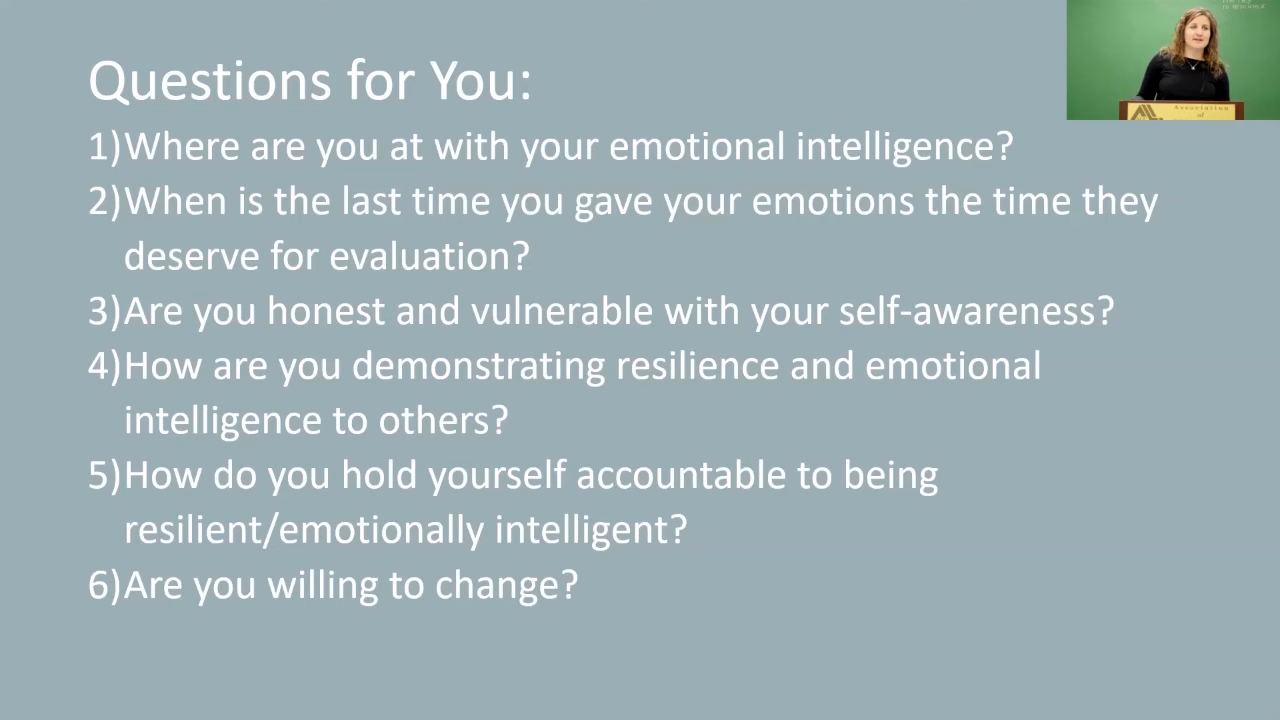 Questions for You:
1)Where are you at with your emotional intelligence?
2)When is the last time you gave your emotions the time they
deserve for evaluation?
3)Are you honest and vulnerable with your self-awareness?
4)How are you demonstrating resilience and emotional
intelligence to others?
5)How do you hold yourself accountable to being
resilient/emotionally intelligent?
6)Are you willing to change?
Association
of